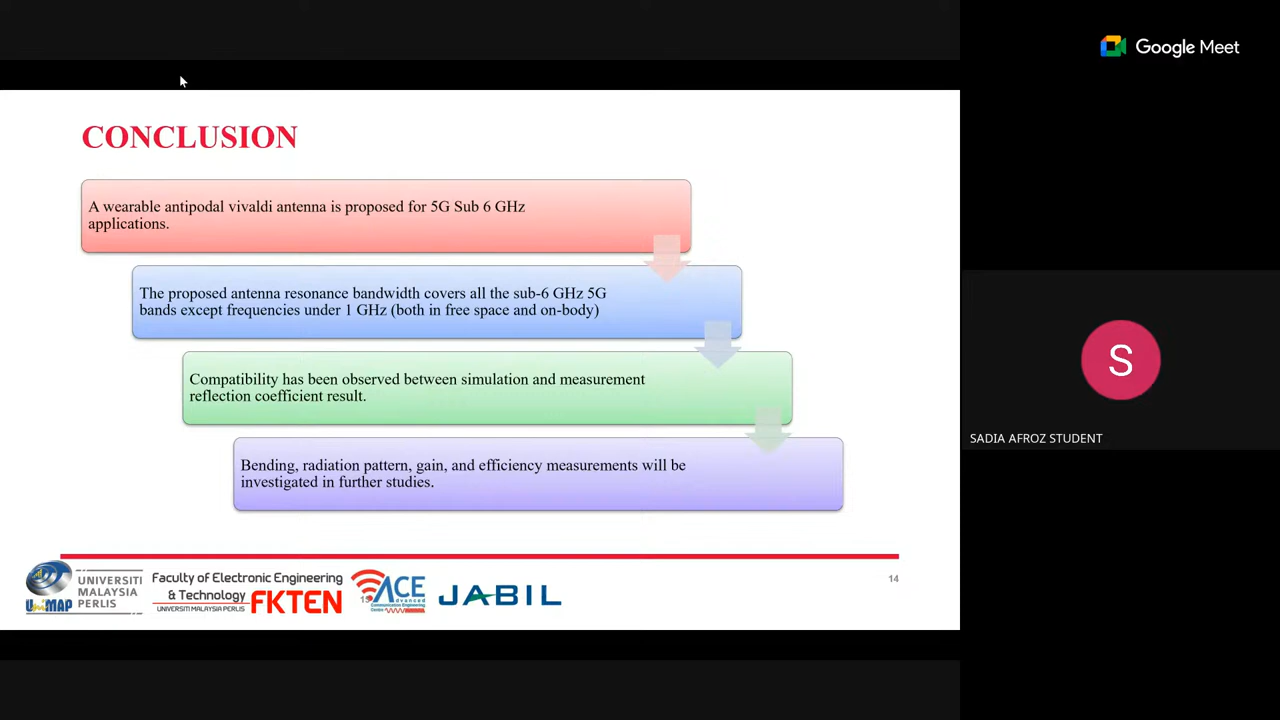 Google Meet
CONCLUSION
A wearable antipodal vivaldi antenna is proposed for 5G Sub 6 GHz
applications.
The proposed antenna resonance bandwidth covers all the sub-6 GHz 5G
bands except frequencies under 1 GHz (both in free space and on-body)
Compatibility has been observed between simulation and measurement
reflection coefficient result.
Bending, radiation pattern, gain, and efficiency measurements will be
investigated in further studies.
S
SADIA AFROZ STUDENT
14
UniMAP
UNIVERSITI
MALAYSIA
PERLIS
Faculty of Electronic Engineering
& Technology
UNIVERSITI MALAYSIA PERLIS
FKTEN
ACE
Advanced
Communication Engineering
Centre
JABIL